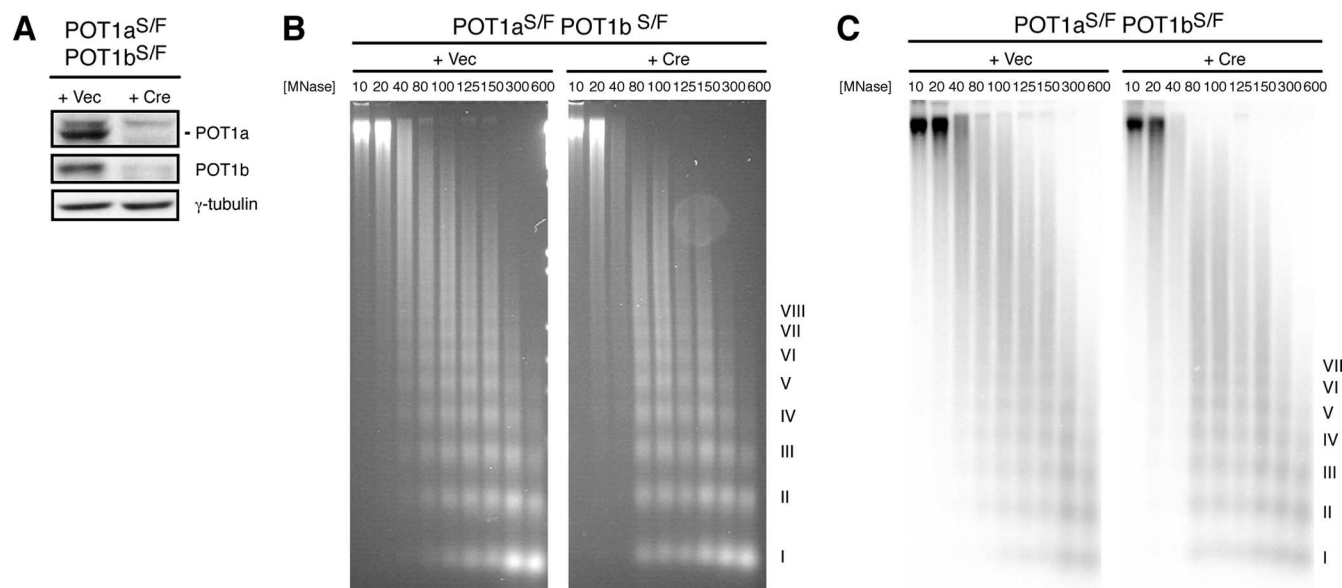 A
POT1aS/F
POT1bS/F
+ Vec + Cre
- POT1a
POT1b
γ-tubulin
B
POT1aS/F POT1b S/F
+ Vec + Cre
[MNase] 10 20 40 80 100 125 150 300 600 10 20 40 80 100 125 150 300 600
VIII
VII
VI
V
IV
III
II
I
C
POT1aS/F POT1bS/F
+ Vec + Cre
[MNase] 10 20 40 80 100 125 150 300 600 10 20 40 80 100 125 150 300 600
VII
VI
V
IV
III
II
I